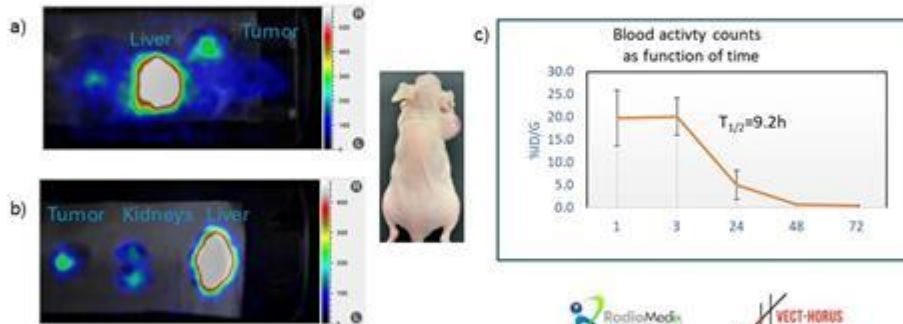 a)
Liver
Tumor
b)
Tumor Kidneys Liver
c)
Blood activty counts
as function of time
%ID/G
30.0
25.0
20.0
15.0
10.0
5.0
0.0
T1/2=9.2h
1 3 24 48 72
RadioMedix
VECT-HORUS